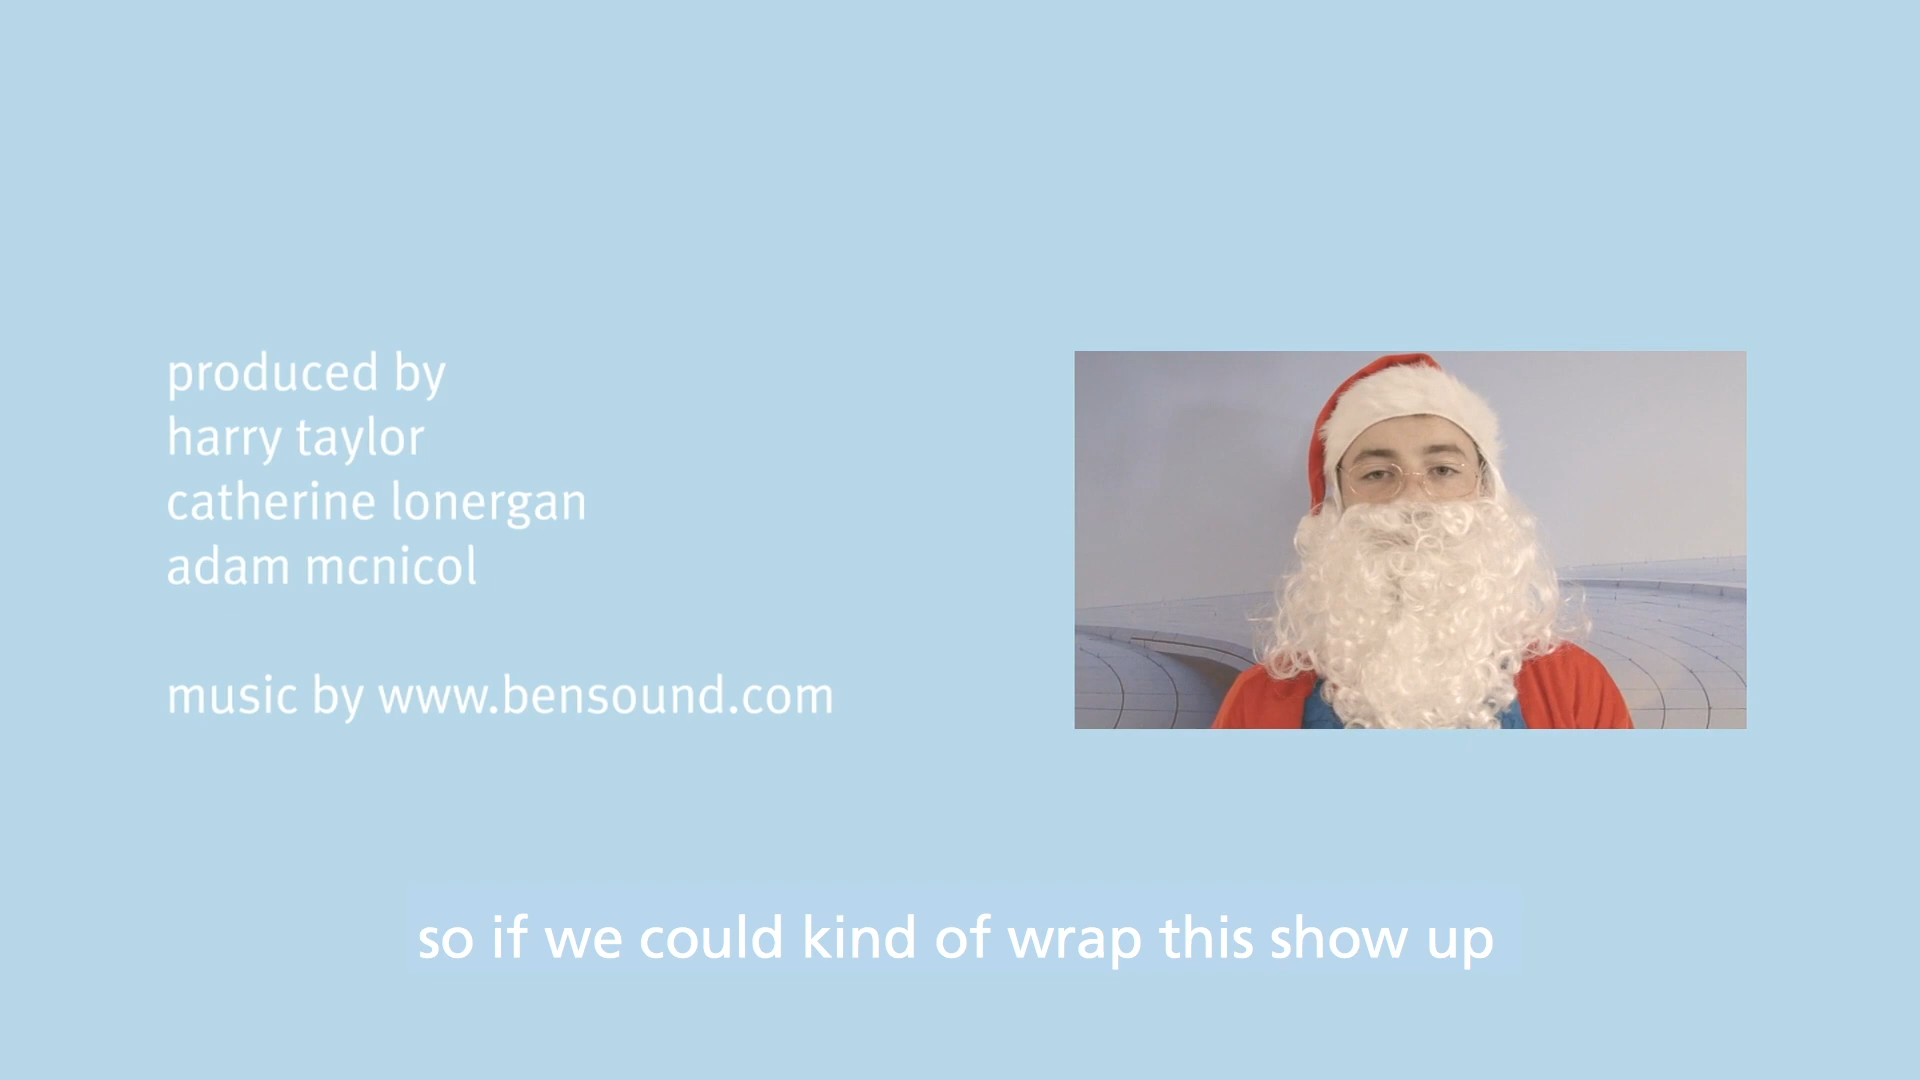 produced by
harry taylor
catherine lonergan
adam mcnicol
music by www.bensound.com
so if we could kind of wrap this show up